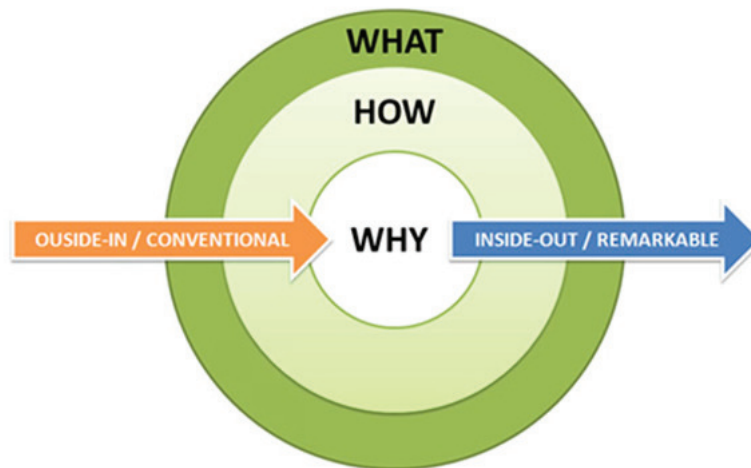 WHAT
HOW
OUSIDE-IN / CONVENTIONAL
WHY
INSIDE-OUT / REMARKABLE